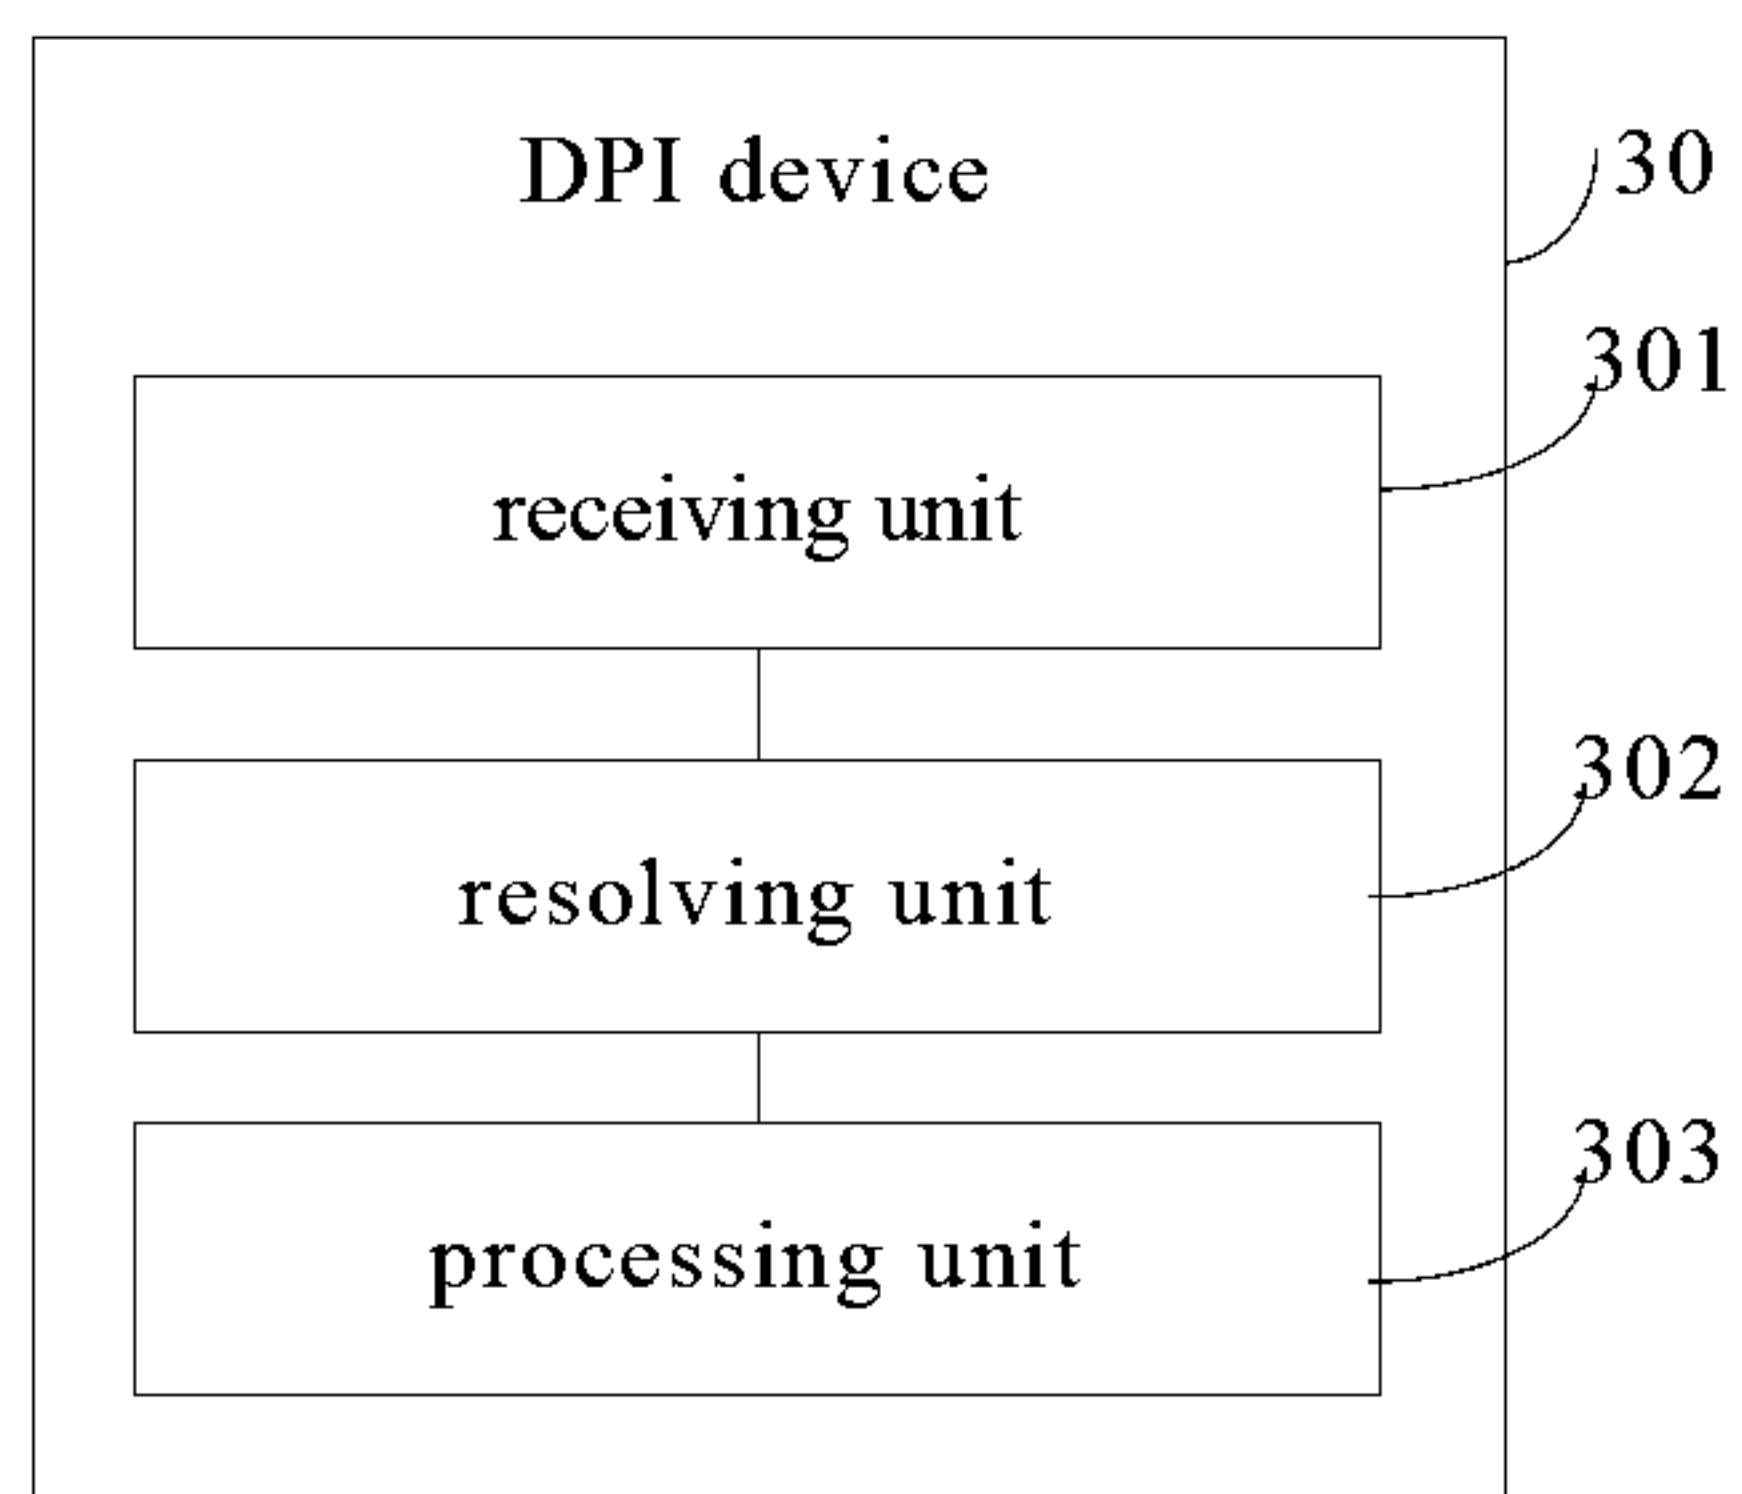 DPI device
30
301
receiving unit
302
resolving unit
303
processing unit